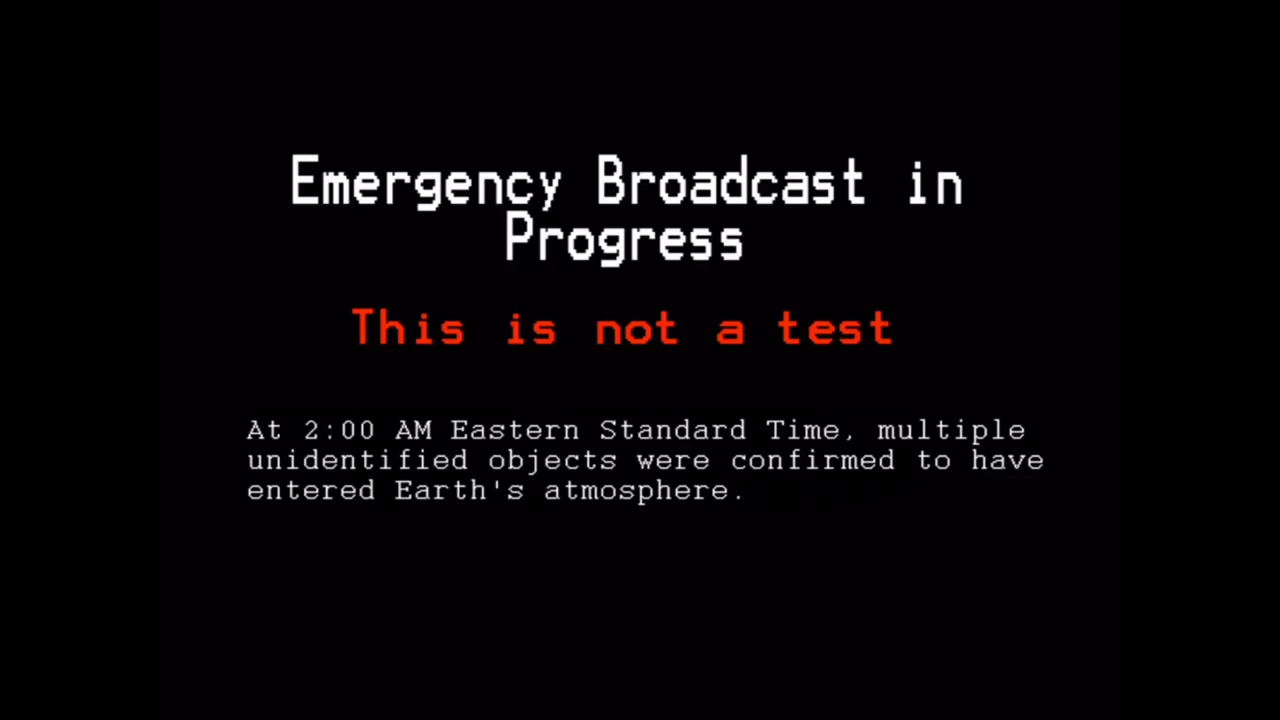 Emergency Broadcast in
Progress
This is not a test
At 2:00 AM Eastern Standard Time, multiple
unidentified objects were confirmed to have
entered Earth's atmosphere.